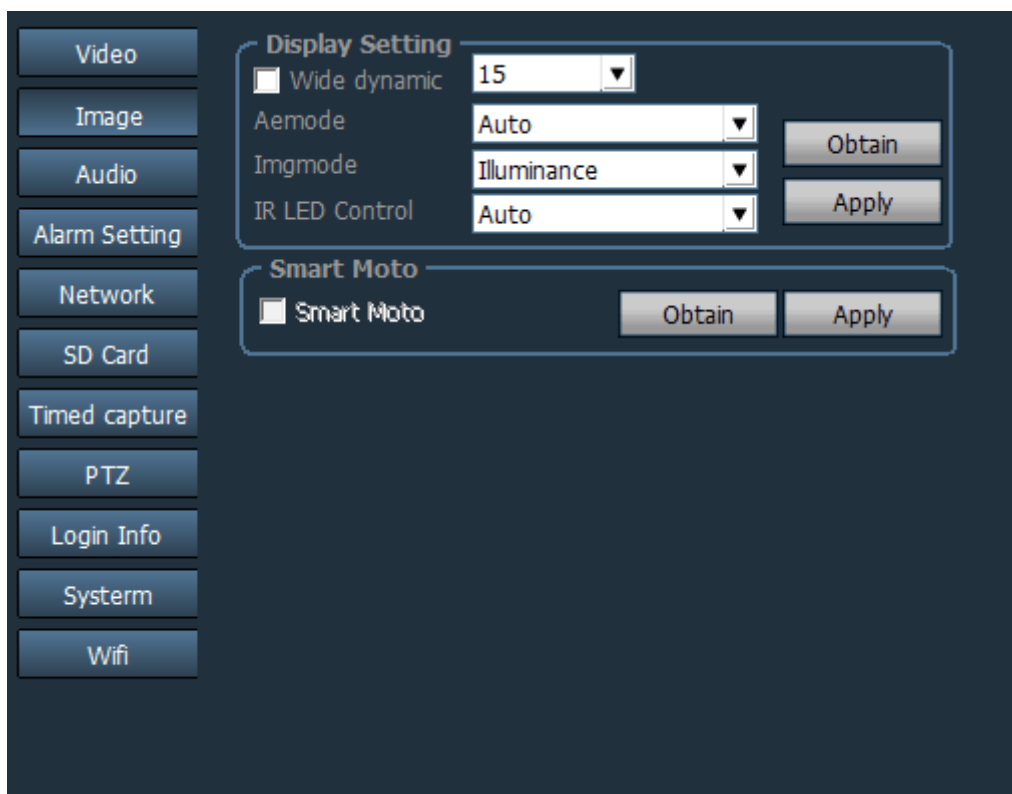 Video
Image
Audio
Alarm Setting
Network
SD Card
Timed capture
PTZ
Login Info
Systerm
Wifi
Display Setting
Wide dynamic 15
Aemode Auto
Imgmode Illuminance
IR LED Control Auto
Obtain
Apply
Smart Moto
Smart Moto Obtain Apply